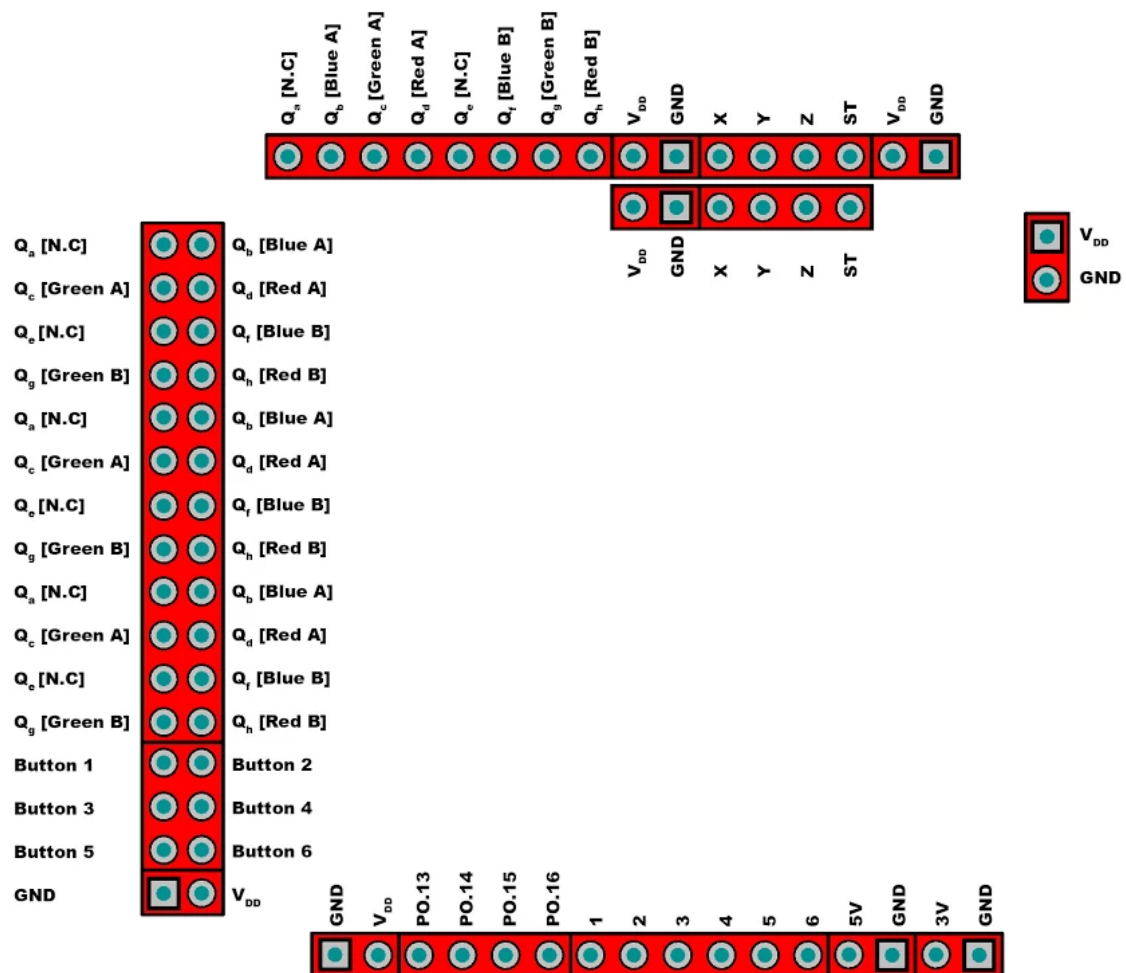 Qa [N.C]
Qb [Blue A]
Qc [Green A]
Qd [Red A]
Qe [N.C]
Qf [Blue B]
Qg [Green B]
Qh [Red B]
VDD
GND
X
Y
Z
ST
VDD
GND
VDD
GND
X
Y
Z
ST
VDD
GND
Qa [N.C] Qb [Blue A]
Qc [Green A] Qd [Red A]
Qe [N.C] Qf [Blue B]
Qg [Green B] Qh [Red B]
Qa [N.C] Qb [Blue A]
Qc [Green A] Qd [Red A]
Qe [N.C] Qf [Blue B]
Qg [Green B] Qh [Red B]
Qa [N.C] Qb [Blue A]
Qc [Green A] Qd [Red A]
Qe [N.C] Qf [Blue B]
Qg [Green B] Qh [Red B]
Button 1 Button 2
Button 3 Button 4
Button 5 Button 6
GND VDD
GND
VDD
PO.13
PO.14
PO.15
PO.16
1
2
3
4
5
6
5V
GND
3V
GND